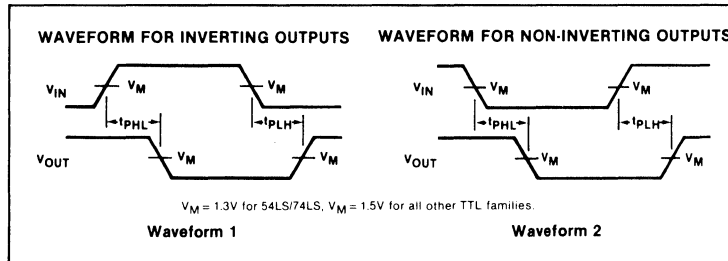 WAVEFORM FOR INVERTING OUTPUTS
VIN
VM
VM
tPHL
tPLH
VOUT
VM
VM
WAVEFORM FOR NON-INVERTING OUTPUTS
VIN
VM
VM
tPHL
tPLH
VOUT
VM
VM
VM = 1.3V for 54LS/74LS, VM = 1.5V for all other TTL families.
Waveform 1
Waveform 2